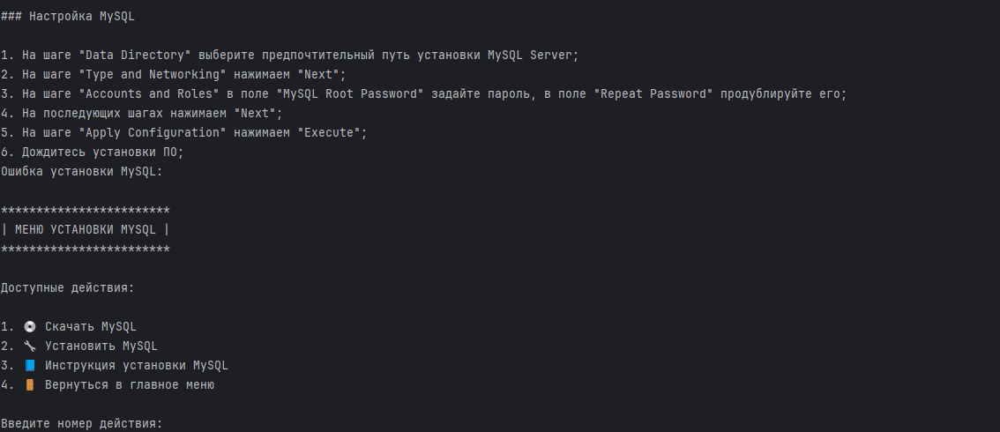 ### Настройка MySQL
1. На шаге "Data Directory" выберите предпочтительный путь установки MySQL Server;
2. На шаге "Type and Networking" нажимаем "Next";
3. На шаге "Accounts and Roles" в поле "MySQL Root Password" задайте пароль, в поле "Repeat Password" продублируйте его;
4. На последующих шагах нажимаем "Next";
5. На шаге "Apply Configuration" нажимаем "Execute";
6. Дождитесь установки ПО;
Ошибка установки MySQL:
************************
| МЕНЮ УСТАНОВКИ MYSQL |
************************
Доступные действия:
1. 💿 Скачать MySQL
2. 🔧 Установить MySQL
3. 📘 Инструкция установки MySQL
4. 🚪 Вернуться в главное меню
Введите номер действия: